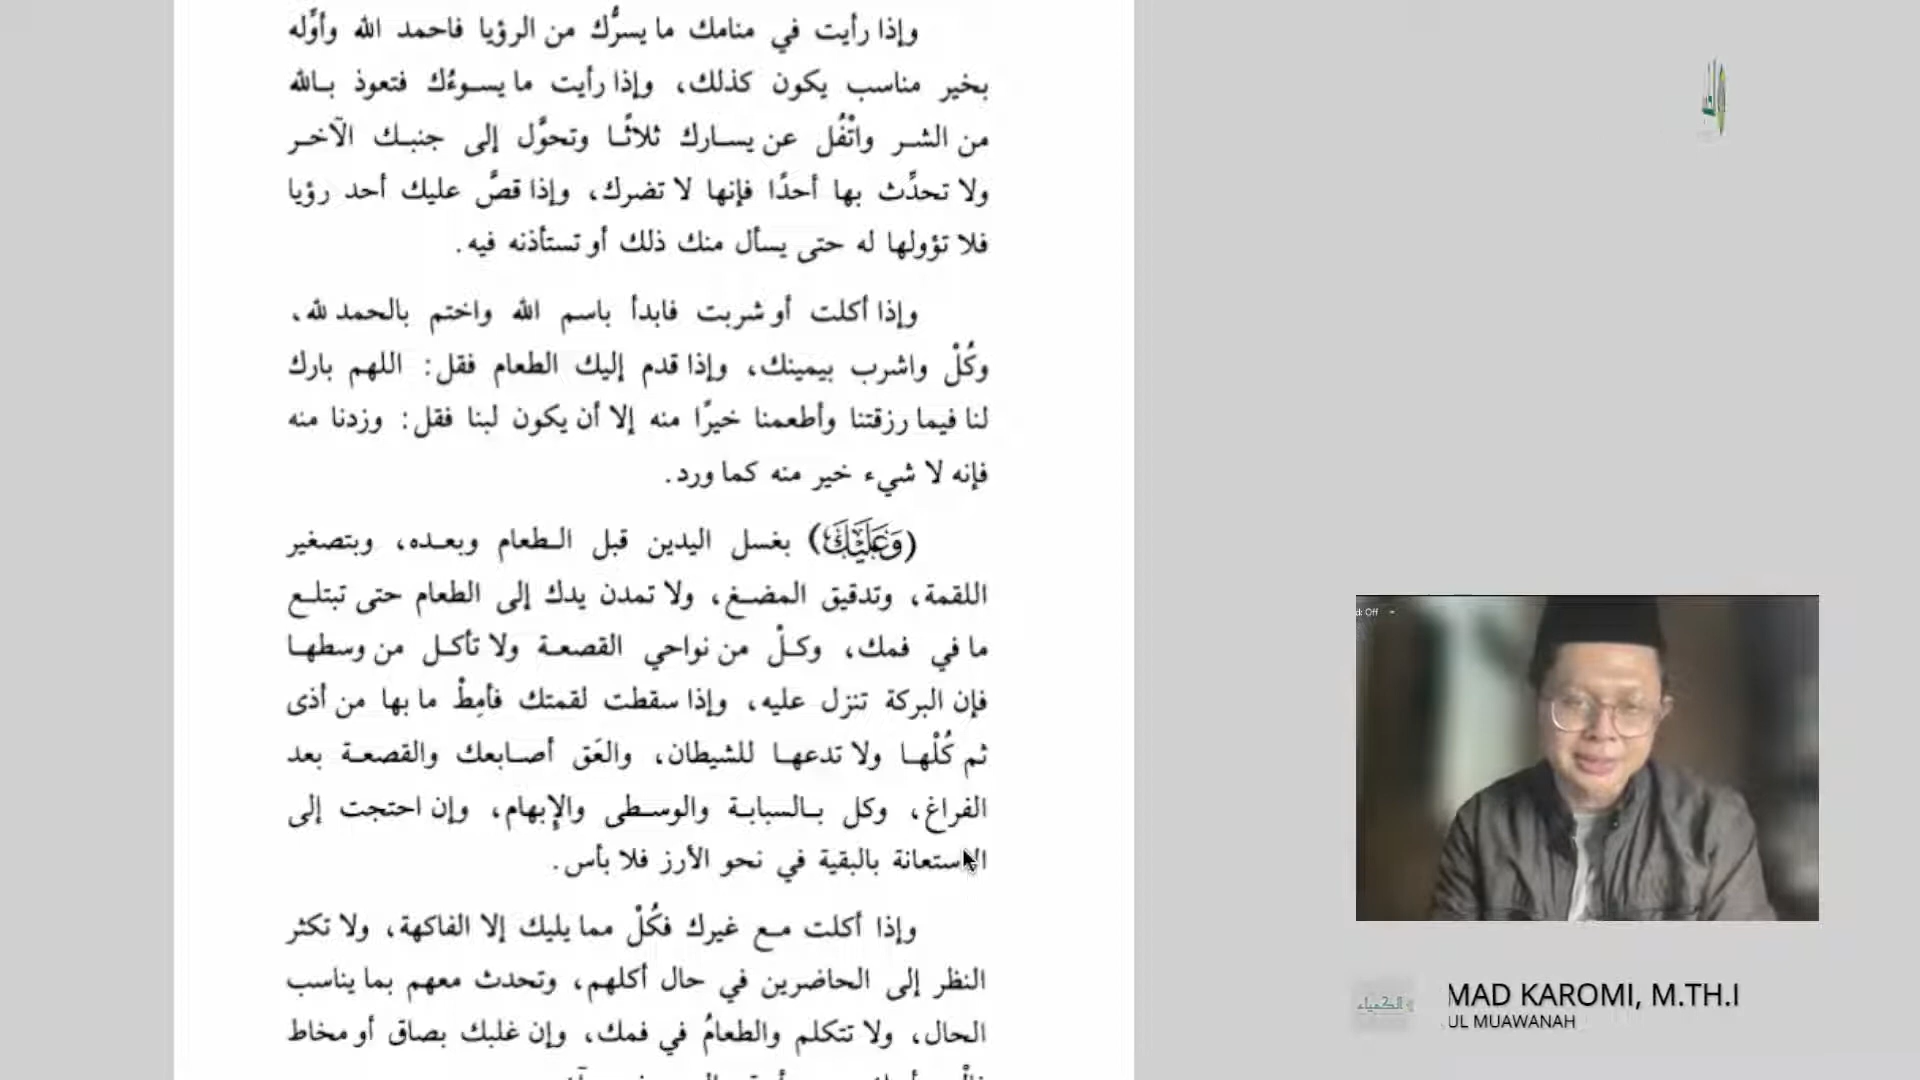 وإذا رأيت في منامك ما يسرُّك من الرؤيا فاحمد الله وأوِّله
بخير مناسب يكون كذلك، وإذا رأيت ما يسوءُك فتعوذ بالله
من الشر واتْفُل عن يسارك ثلاثًا وتحوَّل إلى جنبك الآخر
ولا تحدِّث بها أحدًا فإنها لا تضرك، وإذا قصَّ عليك أحد رؤيا
فلا تؤولها له حتى يسأل منك ذلك أو تستأذنه فيه.
وإذا أكلت أو شربت فابدأ باسم الله واختم بالحمد لله،
وكُلْ واشرب بيمينك، وإذا قدم إليك الطعام فقل: اللهم بارك
لنا فيما رزقتنا وأطعمنا خيرًا منه إلا أن يكون لبنا فقل: وزدنا منه
فإنه لا شيء خير منه كما ورد.
(وَعَلَيْكَ) بغسل اليدين قبل الطعام وبعده، وبتصغير
اللقمة، وتدقيق المضغ، ولا تمدن يدك إلى الطعام حتى تبتلع
ما في فمك، وكلْ من نواحي القصعة ولا تأكل من وسطها
فإن البركة تنزل عليه، وإذا سقطت لقمتك فأمِطْ ما بها من أذى
ثم كُلْها ولا تدعها للشيطان، والعَق أصابعك والقصعة بعد
الفراغ، وكل بالسبابة والوسطى والإبهام، وإن احتجت إلى
الاستعانة بالبقية في نحو الأرز فلا بأس.
وإذا أكلت مع غيرك فكُلْ مما يليك إلا الفاكهة، ولا تكثر
النظر إلى الحاضرين في حال أكلهم، وتحدث معهم بما يناسب
الحال، ولا تتكلم والطعامُ في فمك، وإن غلبك بصاق أو مخاط
: Off
MAD KAROMI, M.TH.I
UL MUAWANAH